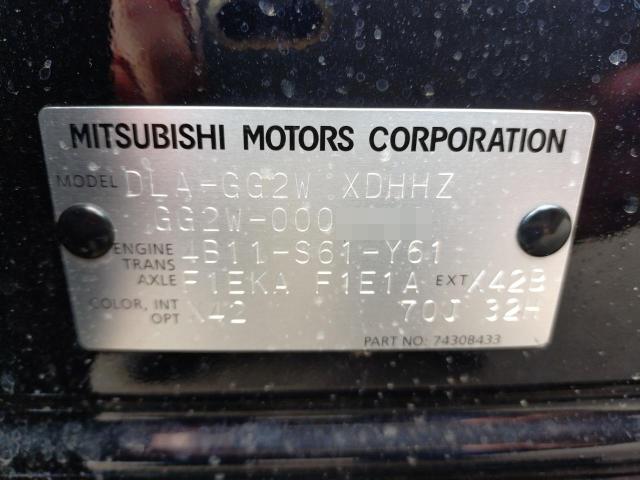 MITSUBISHI MOTORS CORPORATION
MODEL DLA-GG2W XDHHZ
GG2W-000
ENGINE 4B11-S61-Y61
TRANS AXLE F1EKA F1E1A EXT X42B
COLOR, INT OPT X42 70J 32H
PART NO: 74308433